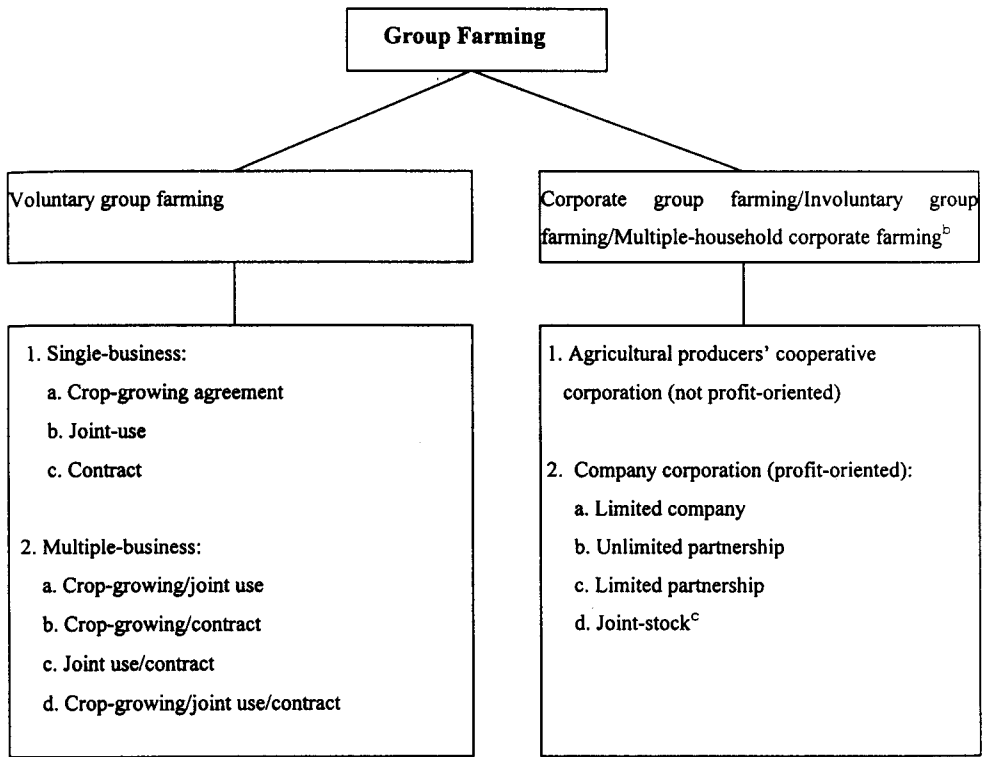 Group Farming
Voluntary group farming
Corporate group farming/Involuntary group
farming/Multiple-household corporate farmingᵇ
1. Single-business:
a. Crop-growing agreement
b. Joint-use
c. Contract
2. Multiple-business:
a. Crop-growing/joint use
b. Crop-growing/contract
c. Joint use/contract
d. Crop-growing/joint use/contract
1. Agricultural producers' cooperative
corporation (not profit-oriented)
2. Company corporation (profit-oriented):
a. Limited company
b. Unlimited partnership
c. Limited partnership
d. Joint-stockᶜ